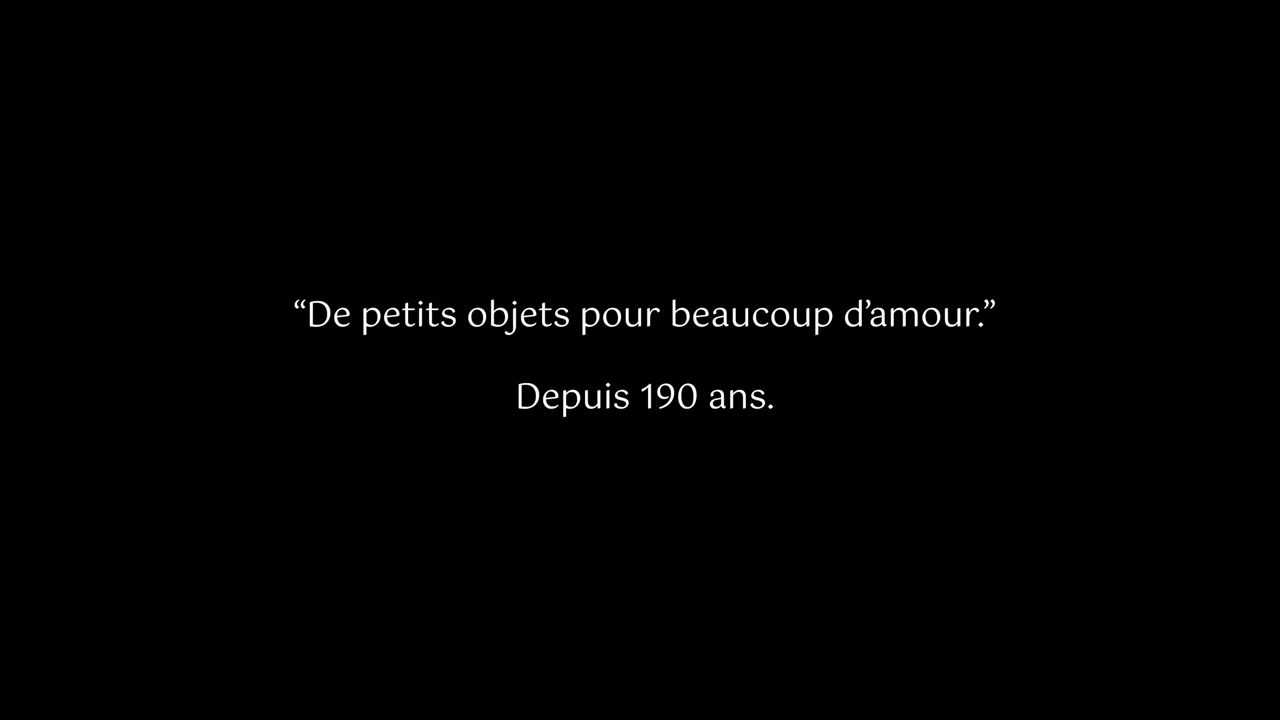 “De petits objets pour beaucoup d’amour.”
Depuis 190 ans.